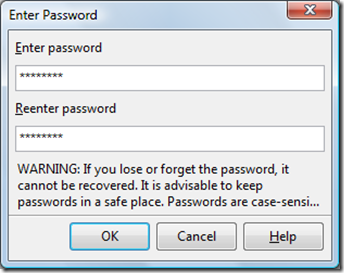 Enter Password
Enter password
********
Reenter password
********
WARNING: If you lose or forget the password, it
cannot be recovered. It is advisable to keep
passwords in a safe place. Passwords are case-sensi...
OK Cancel Help